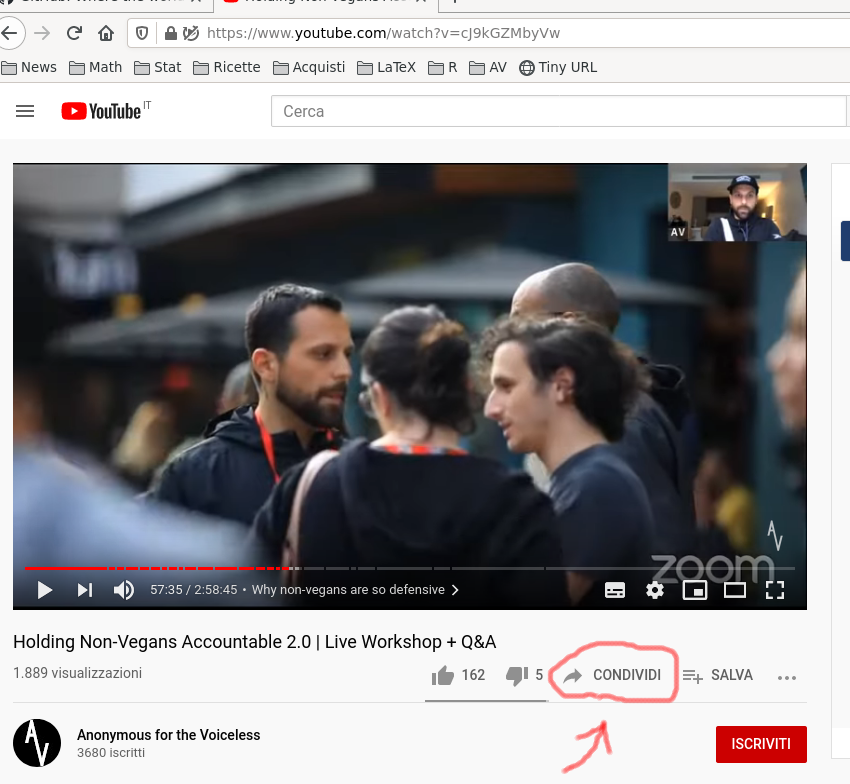 https://www.youtube.com/watch?v=cJ9kGZMbyVw
News Math Stat Ricette Acquisti LaTeX R AV Tiny URL
YouTube IT
Cerca
AV
zoom
57:35 / 2:58:45 • Why non-vegans are so defensive
Holding Non-Vegans Accountable 2.0 | Live Workshop + Q&A
1.889 visualizzazioni
162 5 CONDIVIDI SALVA
Anonymous for the Voiceless
3680 iscritti
ISCRIVITI